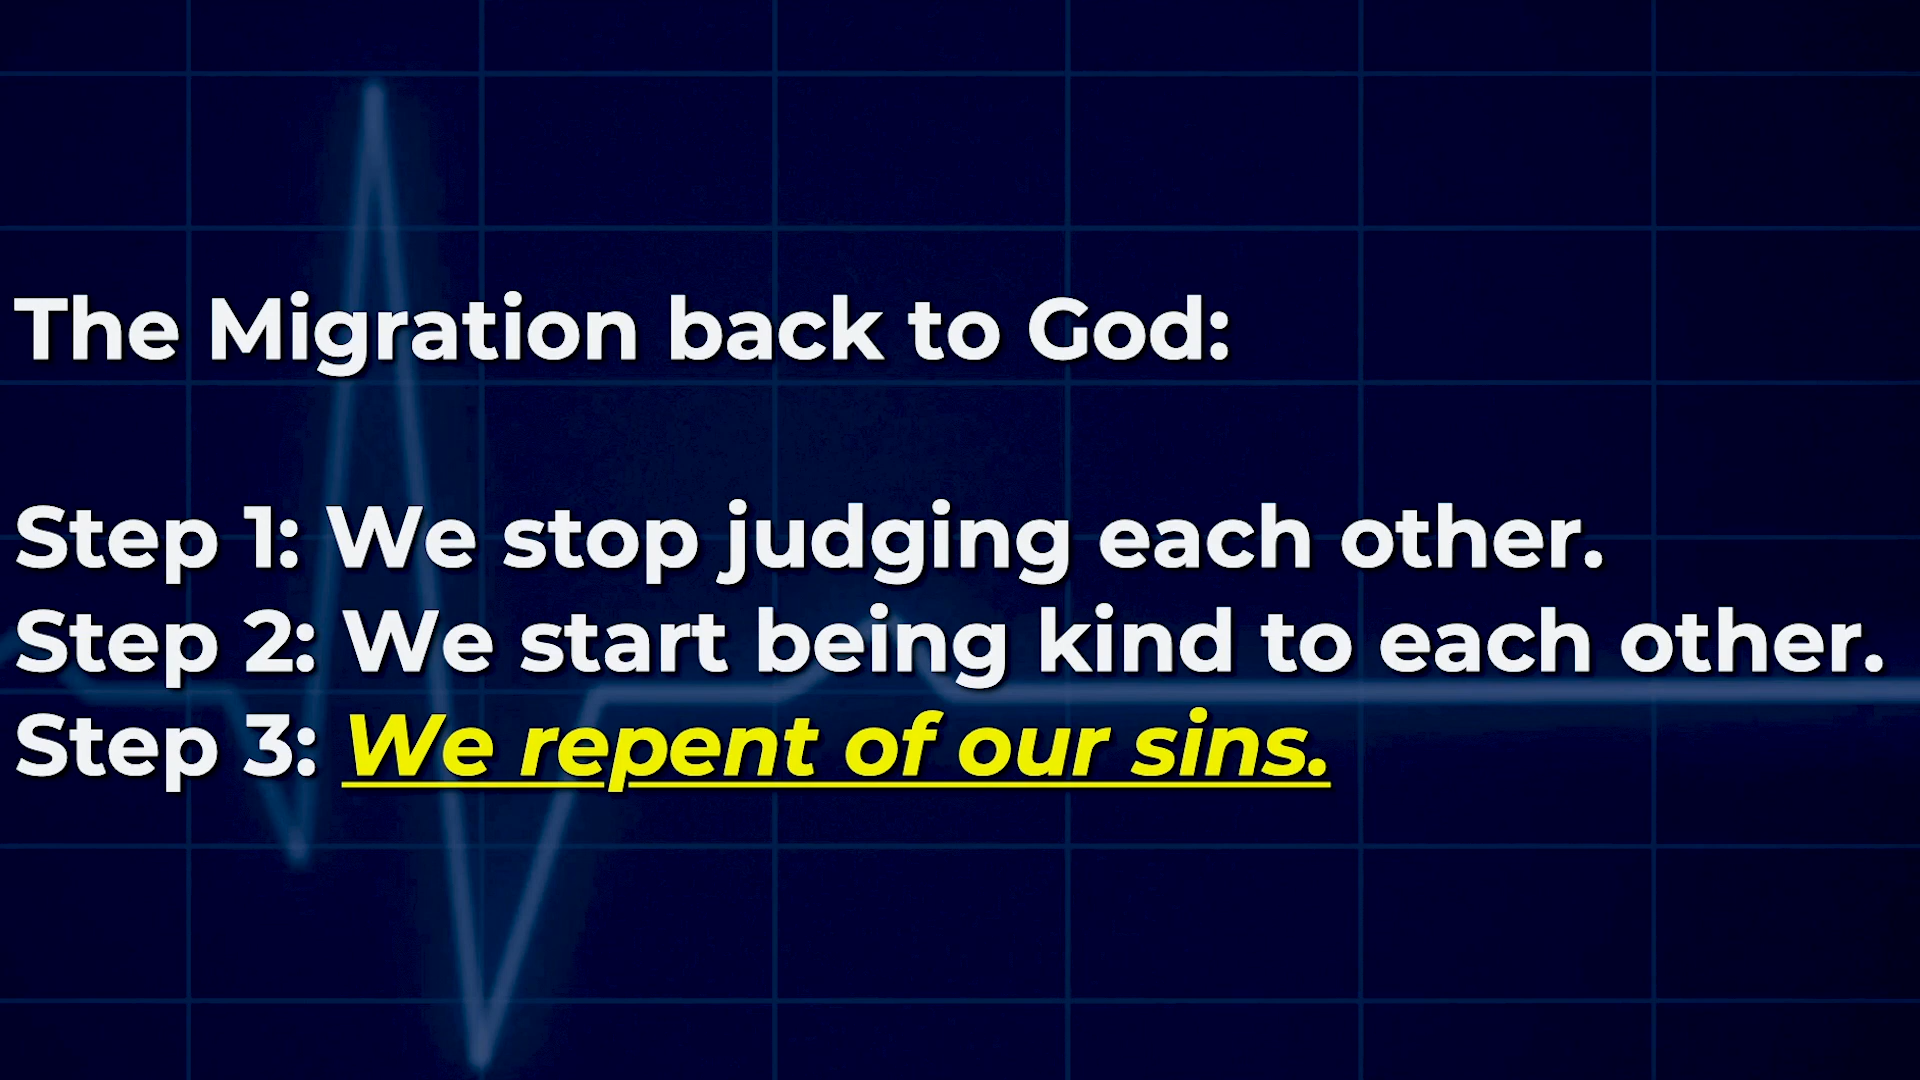 The Migration back to God:
Step 1: We stop judging each other.
Step 2: We start being kind to each other.
Step 3: We repent of our sins.